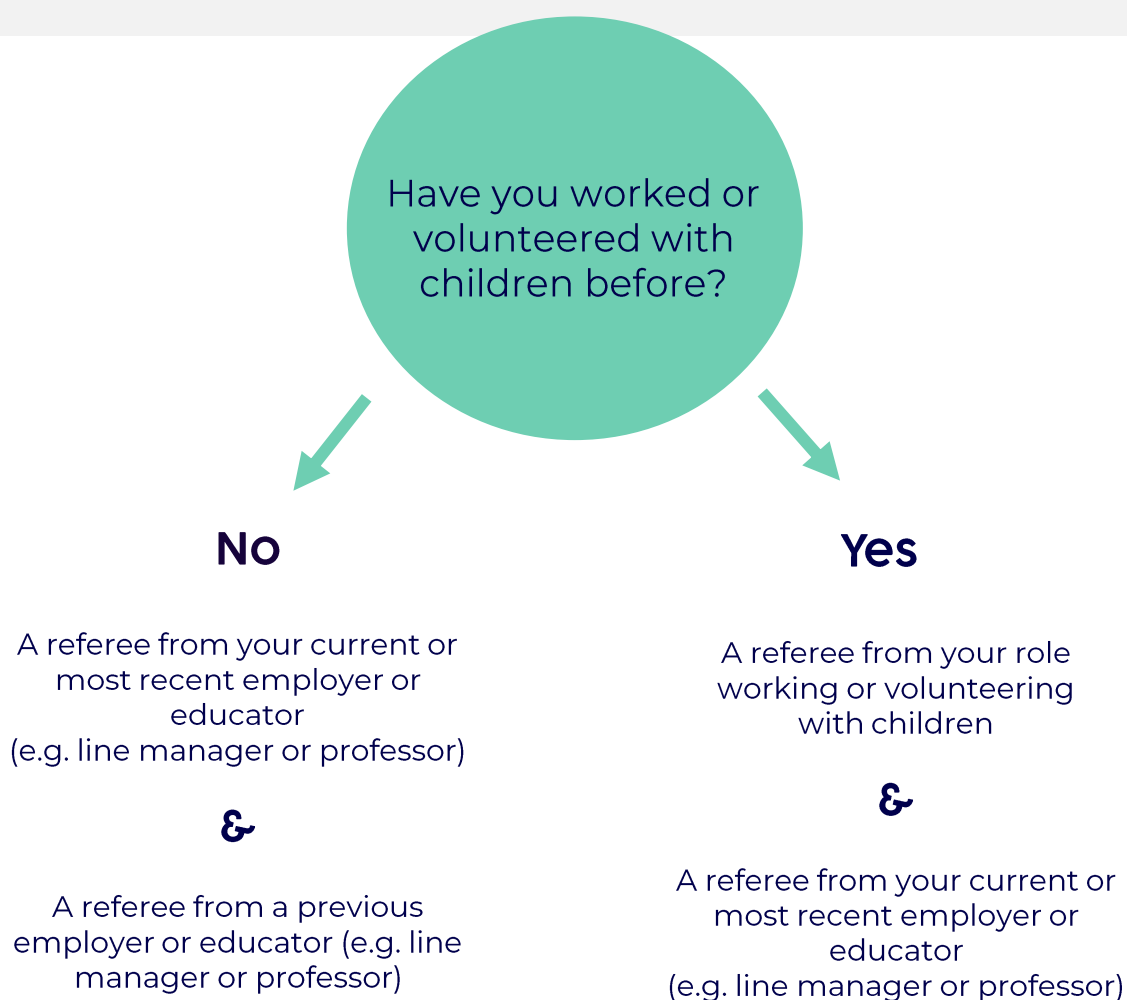 Have you worked or
volunteered with
children before?
No
A referee from your current or
most recent employer or
educator
(e.g. line manager or professor)
&
A referee from a previous
employer or educator (e.g. line
manager or professor)
Yes
A referee from your role
working or volunteering
with children
&
A referee from your current or
most recent employer or
educator
(e.g. line manager or professor)